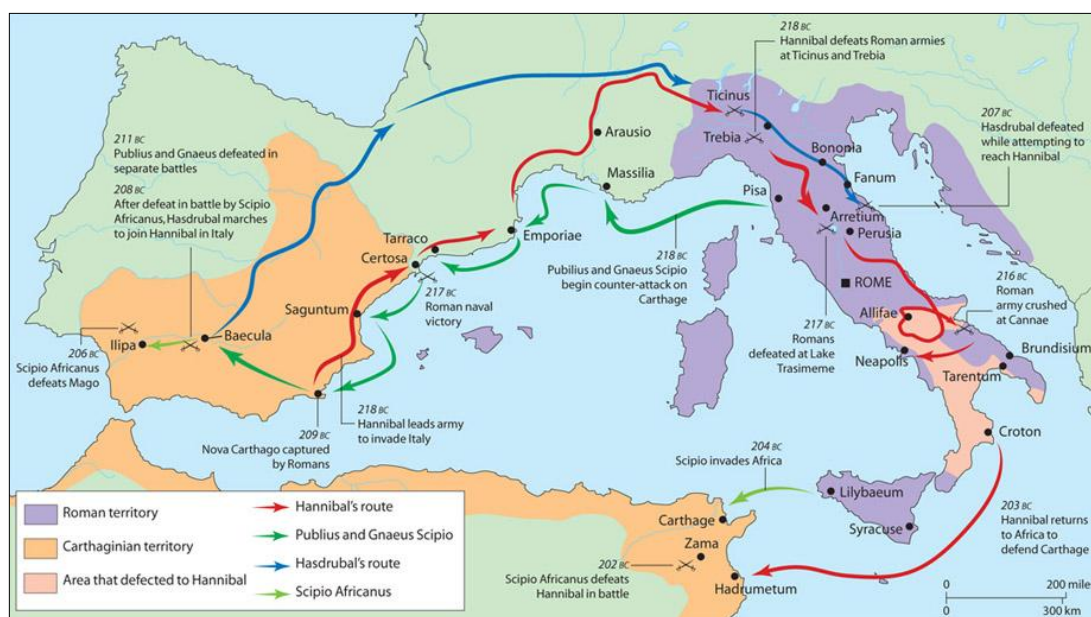 218 BC
Hannibal defeats Roman armies
at Ticinus and Trebia
Ticinus
Trebia
207 BC
Hasdrubal defeated
while attempting to
reach Hannibal
Arausio
Bononia
211 BC
Publius and Gnaeus defeated in
separate battles
208 BC
After defeat in battle by Scipio
Africanus, Hasdrubal marches
to join Hannibal in Italy
Massilia
Fanum
Pisa
Arretium
Perusia
Tarraco
Certosa
Emporiae
218 BC
Pubilius and Gnaeus Scipio
begin counter-attack on
Carthage
217 BC
Roman naval
victory
ROME
216 BC
Roman
army crushed
at Cannae
Saguntum
Allifae
217 BC
Romans
defeated at Lake
Trasimeme
Baecula
Ilipa
206 BC
Scipio Africanus
defeats Mago
Neapolis
Brundisium
Tarentum
218 BC
Hannibal leads army
to invade Italy
209 BC
Nova Carthago captured
by Romans
Croton
204 BC
Scipio invades Africa
Lilybaeum
Syracuse
Carthage
Zama
202 BC
Scipio Africanus defeats
Hannibal in battle
Hadrumetum
203 BC
Hannibal returns
to Africa to
defend Carthage
Roman territory
Carthaginian territory
Area that defected to Hannibal
Hannibal's route
Publius and Gnaeus Scipio
Hasdrubal's route
Scipio Africanus
0 200 mile
0 300 km